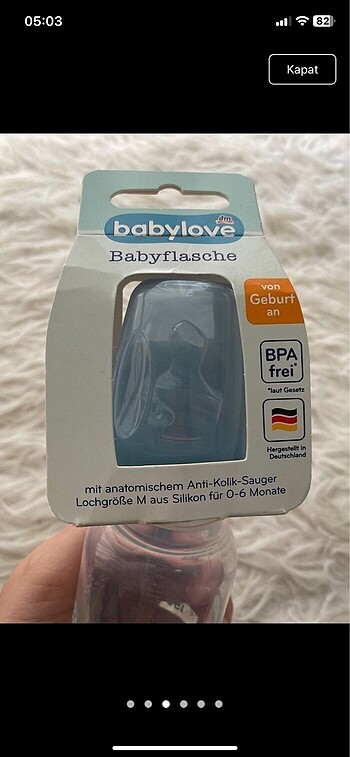 05:03
82
Kapat
dm
babylove
Babyflasche
von
Geburt
an
BPA
frei*
*laut Gesetz
Hergestellt in
Deutschland
mit anatomischem Anti-Kolik-Sauger
Lochgröße M aus Silikon für 0-6 Monate